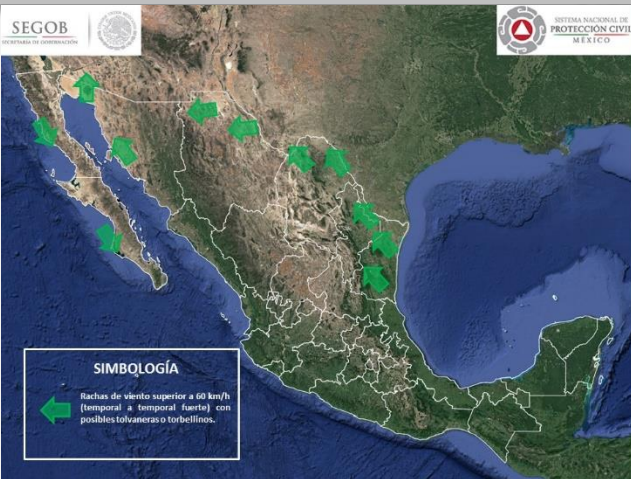 SEGOB
SECRETARÍA DE GOBERNACIÓN
SISTEMA NACIONAL DE
PROTECCIÓN CIVIL
MÉXICO
SIMBOLOGÍA
Rachas de viento superior a 60 km/h
(temporal a temporal fuerte) con
posibles tolvaneras o torbellinos.